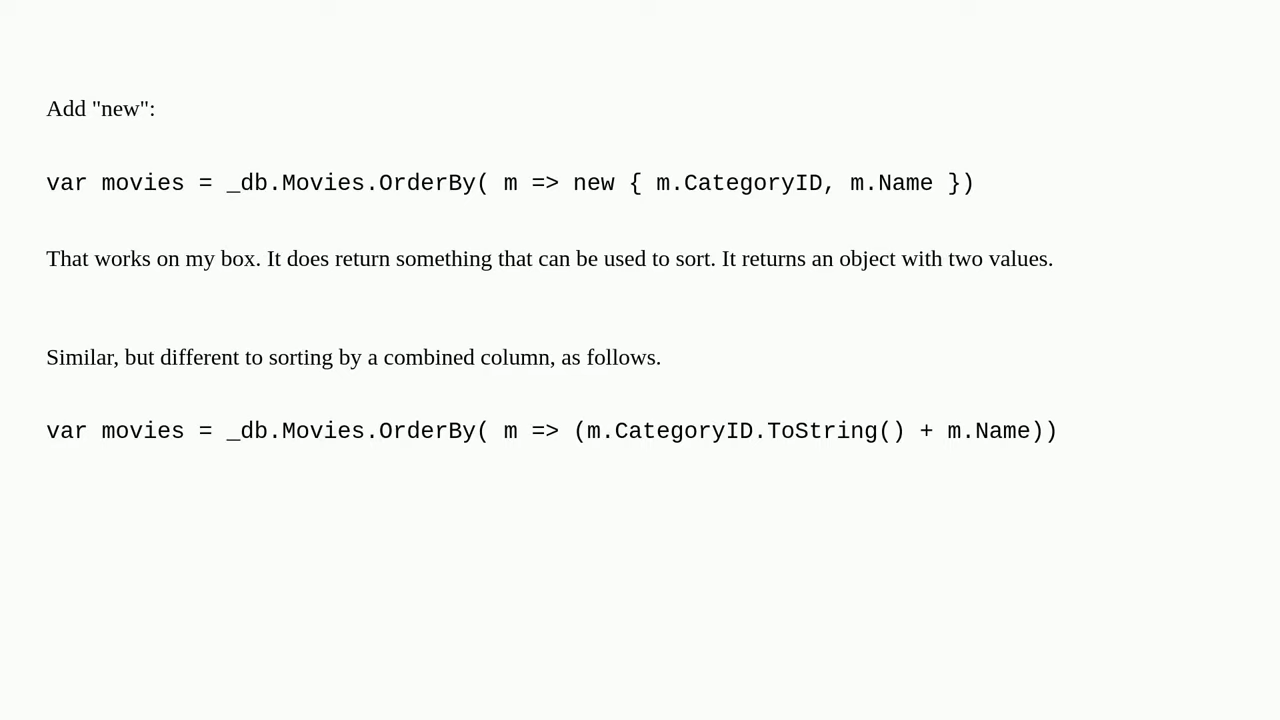 Add "new":
var movies = _db.Movies.OrderBy( m => new { m.CategoryID, m.Name })
That works on my box. It does return something that can be used to sort. It returns an object with two values.
Similar, but different to sorting by a combined column, as follows.
var movies = _db.Movies.OrderBy( m => (m.CategoryID.ToString() + m.Name))